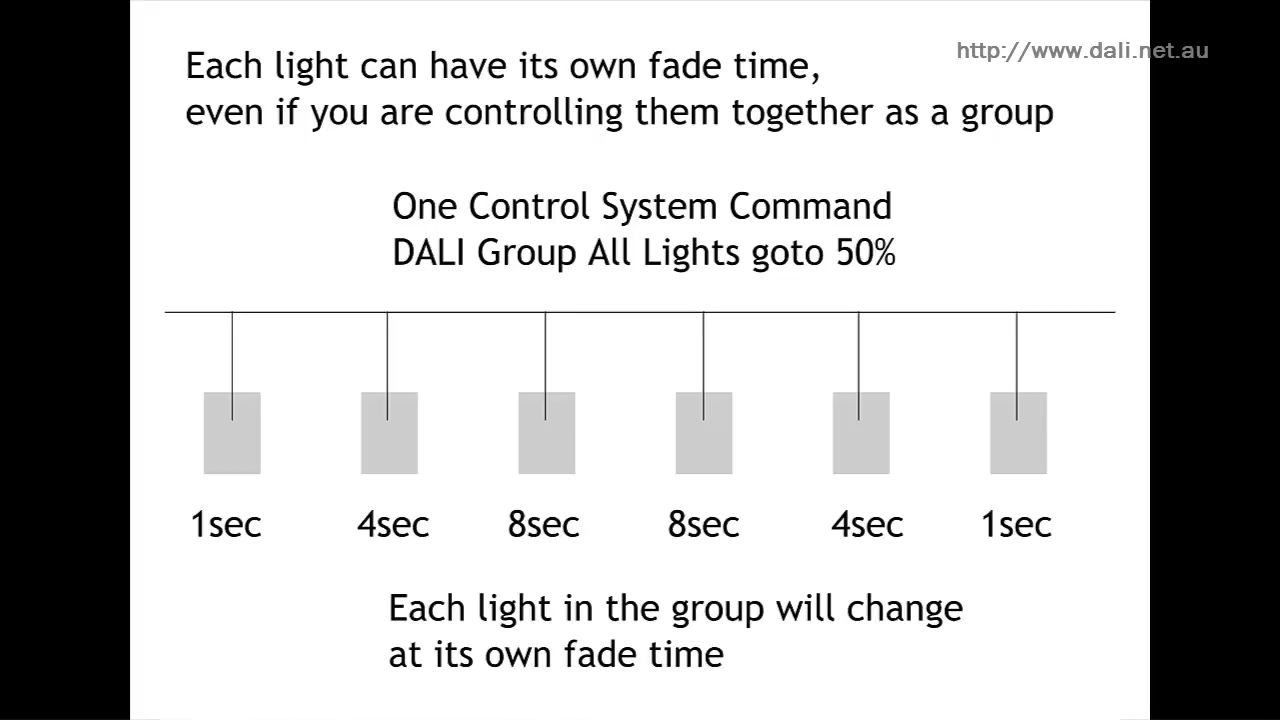 http://www.dali.net.au
Each light can have its own fade time,
even if you are controlling them together as a group
One Control System Command
DALI Group All Lights goto 50%
1sec 4sec 8sec 8sec 4sec 1sec
Each light in the group will change
at its own fade time